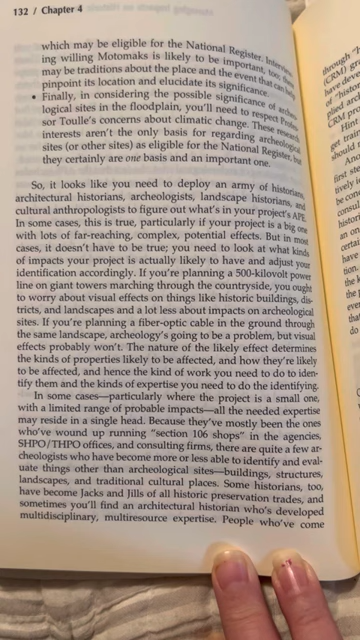 132 / Chapter 4
which may be eligible for the National Register. Interview-
ing willing Motomaks is likely to be important, too; there
may be traditions about the place and the event that can help
pinpoint its location and elucidate its significance.
• Finally, in considering the possible significance of archeo-
logical sites in the floodplain, you'll need to respect Profes-
sor Toulle's concerns about climatic change. These research
interests aren't the only basis for regarding archeological
sites (or other sites) as eligible for the National Register, but
they certainly are one basis and an important one.
So, it looks like you need to deploy an army of historians,
architectural historians, archeologists, landscape historians, and
cultural anthropologists to figure out what's in your project's APE.
In some cases, this is true, particularly if your project is a big one
with lots of far-reaching, complex, potential effects. But in most
cases, it doesn't have to be true; you need to look at what kinds
of impacts your project is actually likely to have and adjust your
identification accordingly. If you're planning a 500-kilovolt power
line on giant towers marching through the countryside, you ought
to worry about visual effects on things like historic buildings, dis-
tricts, and landscapes and a lot less about impacts on archeological
sites. If you're planning a fiber-optic cable in the ground through
the same landscape, archeology's going to be a problem, but visual
effects probably won't. The nature of the likely effect determines
the kinds of properties likely to be affected, and how they're likely
to be affected, and hence the kind of work you need to do to iden-
tify them and the kinds of expertise you need to do the identifying.
In some cases—particularly where the project is a small one,
with a limited range of probable impacts—all the needed expertise
may reside in a single head. Because they've mostly been the ones
who've wound up running "section 106 shops" in the agencies,
SHPO/THPO offices, and consulting firms, there are quite a few ar-
cheologists who have become more or less able to identify and eval-
uate things other than archeological sites—buildings, structures,
landscapes, and traditional cultural places. Some historians, too,
have become Jacks and Jills of all historic preservation trades, and
sometimes you'll find an architectural historian who's developed
multidisciplinary, multiresource expertise. People who've come
through
(CRM)
have
of "histor
CRM pro
Hint
get
should
first